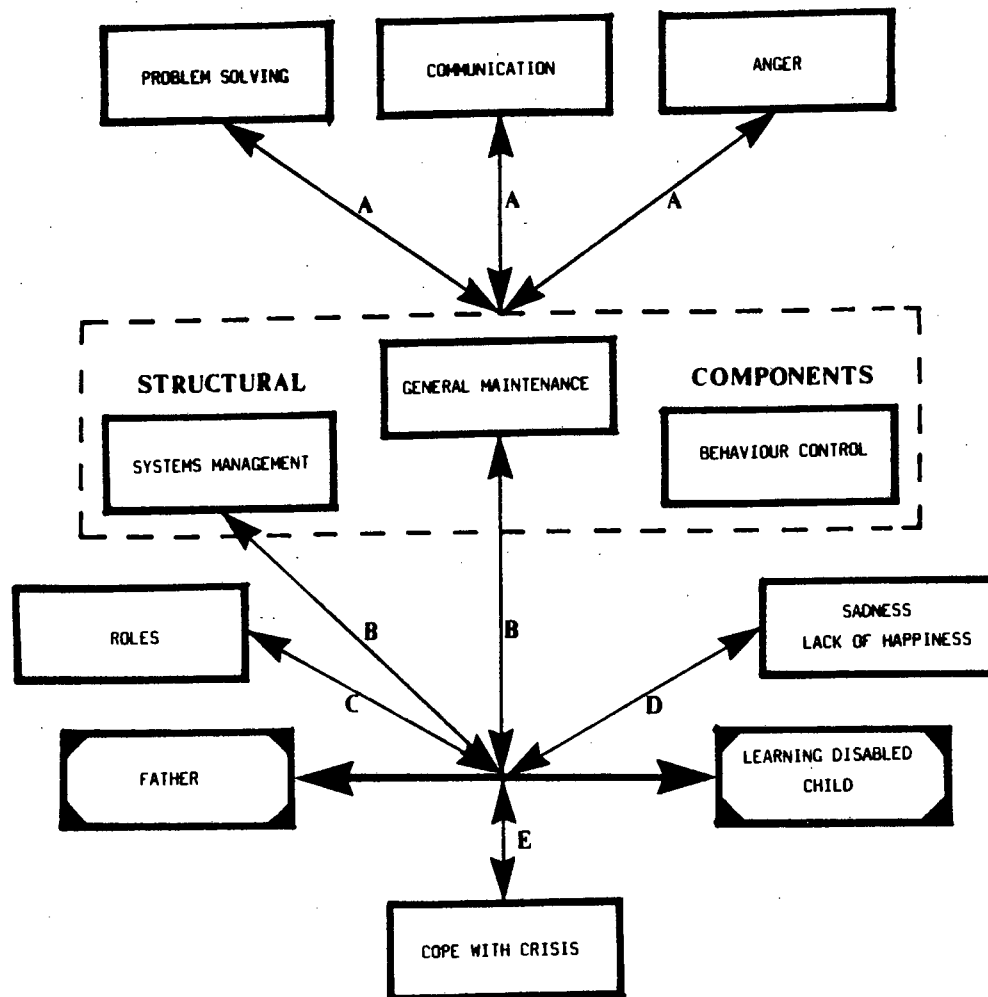 PROBLEM SOLVING
COMMUNICATION
ANGER
A
A
A
STRUCTURAL
COMPONENTS
GENERAL MAINTENANCE
SYSTEMS MANAGEMENT
BEHAVIOUR CONTROL
ROLES
B
B
SADNESS
LACK OF HAPPINESS
C
D
FATHER
LEARNING DISABLED
CHILD
E
COPE WITH CRISIS